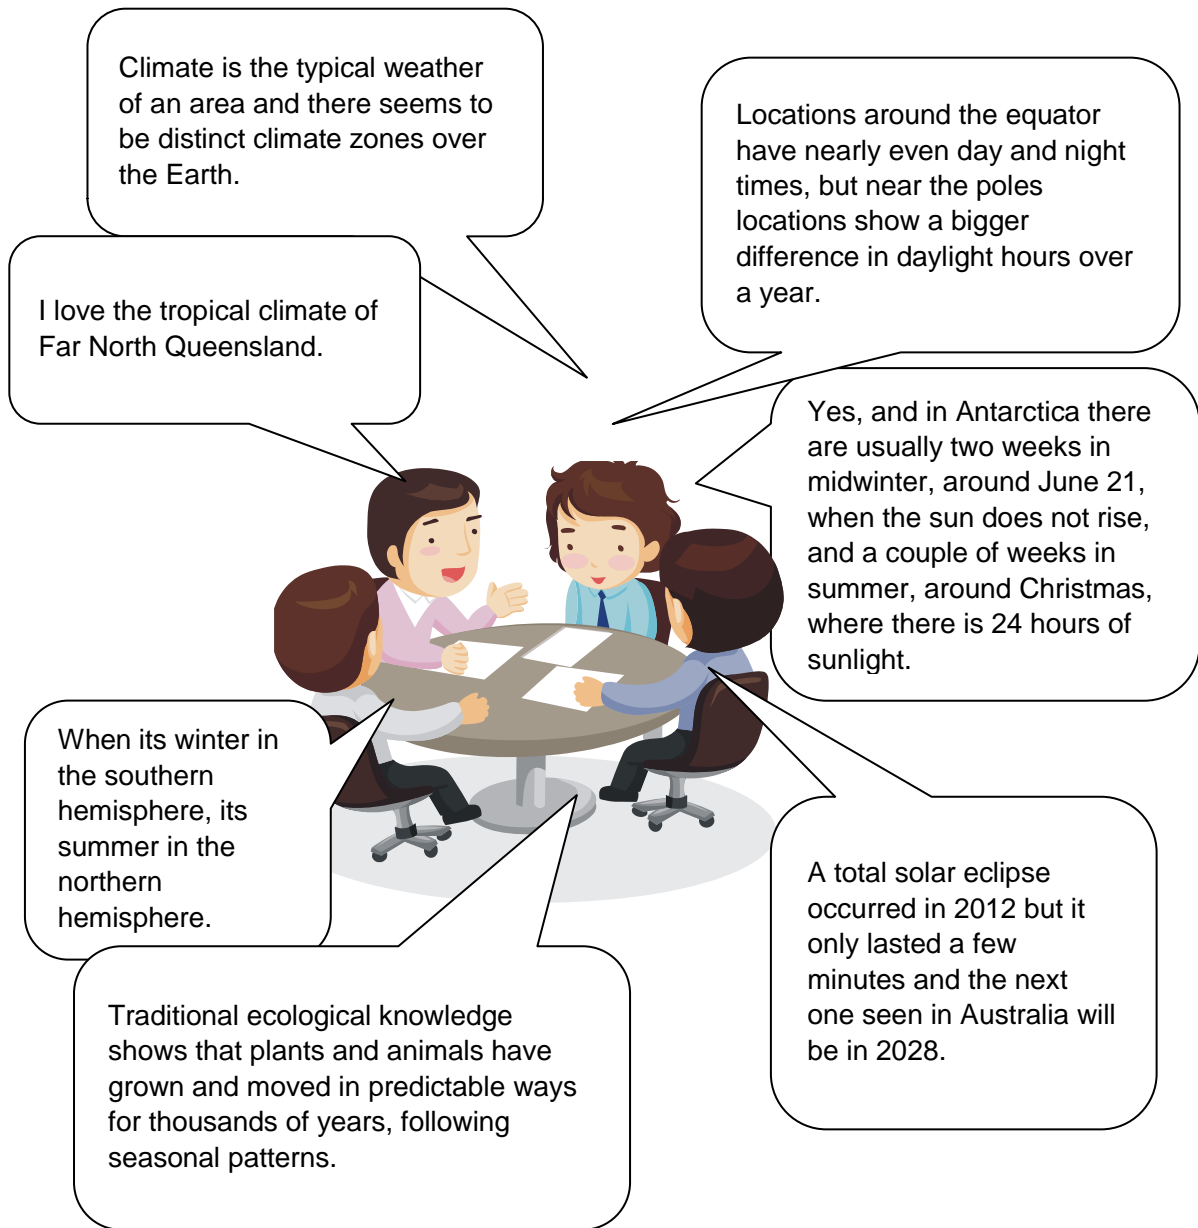 Climate is the typical weather
of an area and there seems to
be distinct climate zones over
the Earth.
Locations around the equator
have nearly even day and night
times, but near the poles
locations show a bigger
difference in daylight hours over
a year.
I love the tropical climate of
Far North Queensland.
Yes, and in Antarctica there
are usually two weeks in
midwinter, around June 21,
when the sun does not rise,
and a couple of weeks in
summer, around Christmas,
where there is 24 hours of
sunlight.
When its winter in
the southern
hemisphere, its
summer in the
northern
hemisphere.
A total solar eclipse
occurred in 2012 but it
only lasted a few
minutes and the next
one seen in Australia will
be in 2028.
Traditional ecological knowledge
shows that plants and animals have
grown and moved in predictable ways
for thousands of years, following
seasonal patterns.